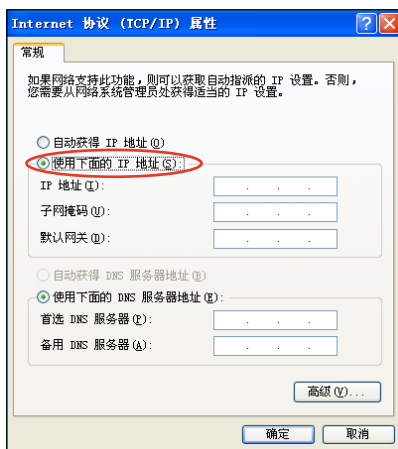 Internet 协议 (TCP/IP) 属性
常规
如果网络支持此功能，则可以获取自动指派的 IP 设置。否则，
您需要从网络系统管理员处获得适当的 IP 设置。
自动获得 IP 地址(O)
使用下面的 IP 地址(S):
IP 地址(I):
子网掩码(U):
默认网关(D):
自动获得 DNS 服务器地址(B)
使用下面的 DNS 服务器地址(E):
首选 DNS 服务器(P):
备用 DNS 服务器(A):
高级(V)...
确定 取消